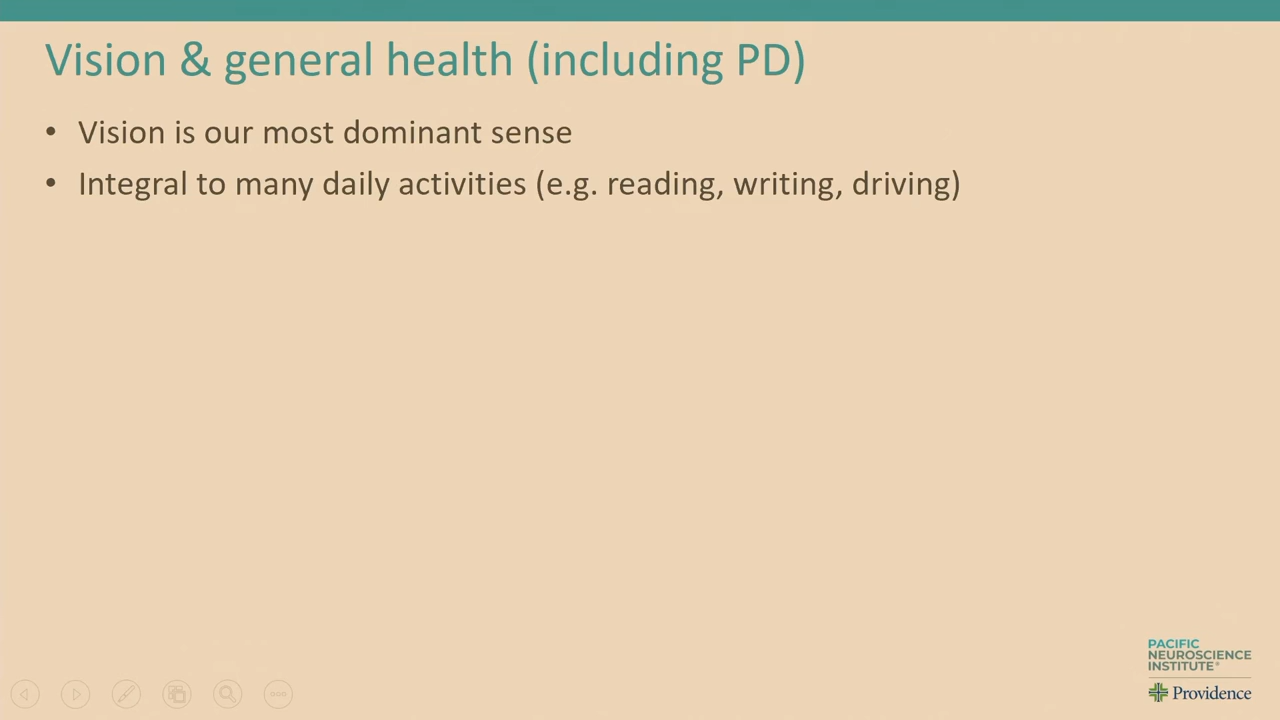 Vision & general health (including PD)
• Vision is our most dominant sense
• Integral to many daily activities (e.g. reading, writing, driving)
PACIFIC
NEUROSCIENCE
INSTITUTE®
Providence